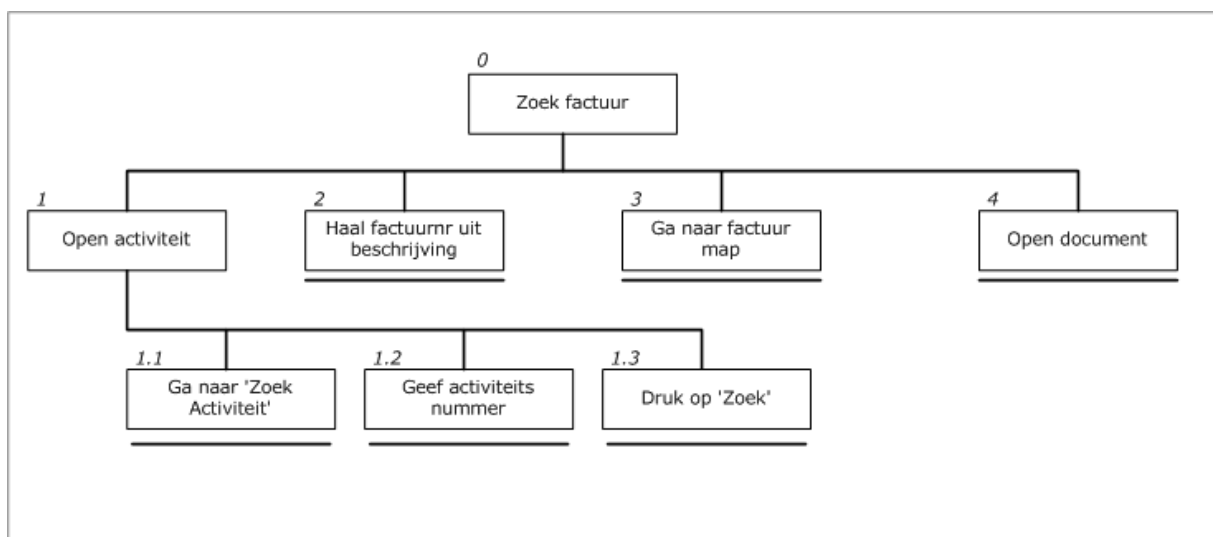 0
Zoek factuur
1
Open activiteit
2
Haal factuurnr uit
beschrijving
3
Ga naar factuur
map
4
Open document
1.1
Ga naar 'Zoek
Activiteit'
1.2
Geef activiteits
nummer
1.3
Druk op 'Zoek'